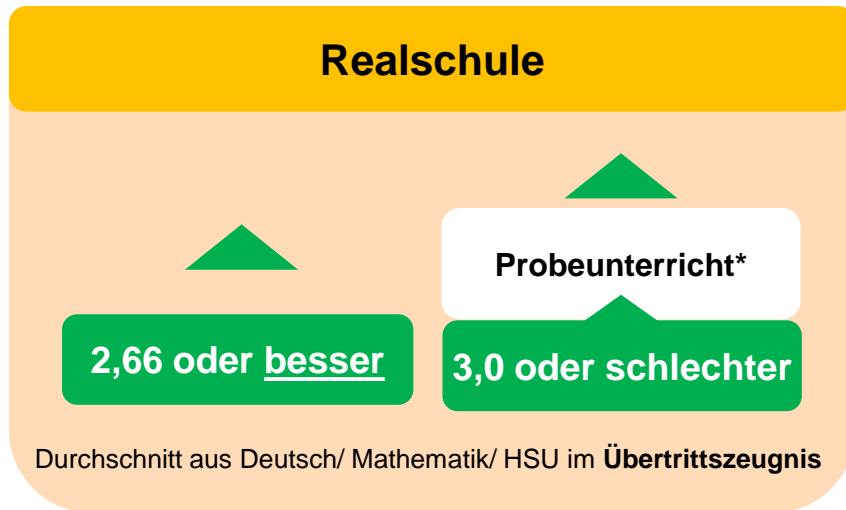 Realschule
Probeunterricht*
2,66 oder besser
3,0 oder schlechter
Durchschnitt aus Deutsch/ Mathematik/ HSU im Übertrittszeugnis